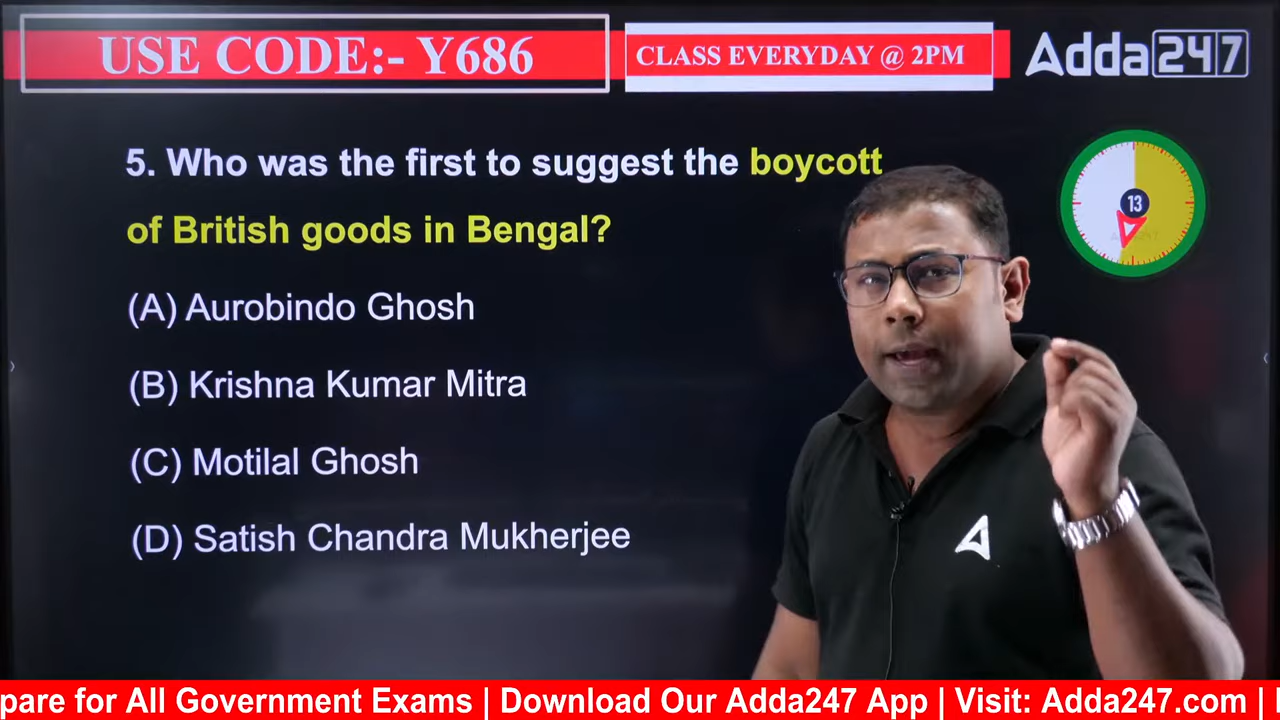 USE CODE:- Y686
CLASS EVERYDAY @ 2PM
Adda247
5. Who was the first to suggest the boycott
of British goods in Bengal?
13
(A) Aurobindo Ghosh
(B) Krishna Kumar Mitra
(C) Motilal Ghosh
(D) Satish Chandra Mukherjee
pare for All Government Exams | Download Our Adda247 App | Visit: Adda247.com |